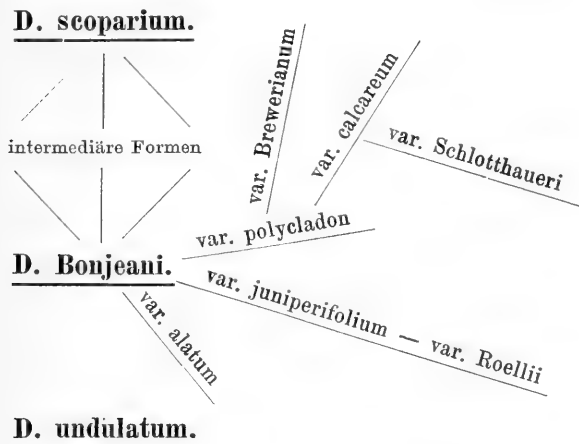 D. scoparium.
intermediäre Formen
var. Brewerianum
var. calcareum
var. Schlotthaueri
var. polycladon
D. Bonjeani.
var. juniperifolium — var. Roellii
var. alatum
D. undulatum.